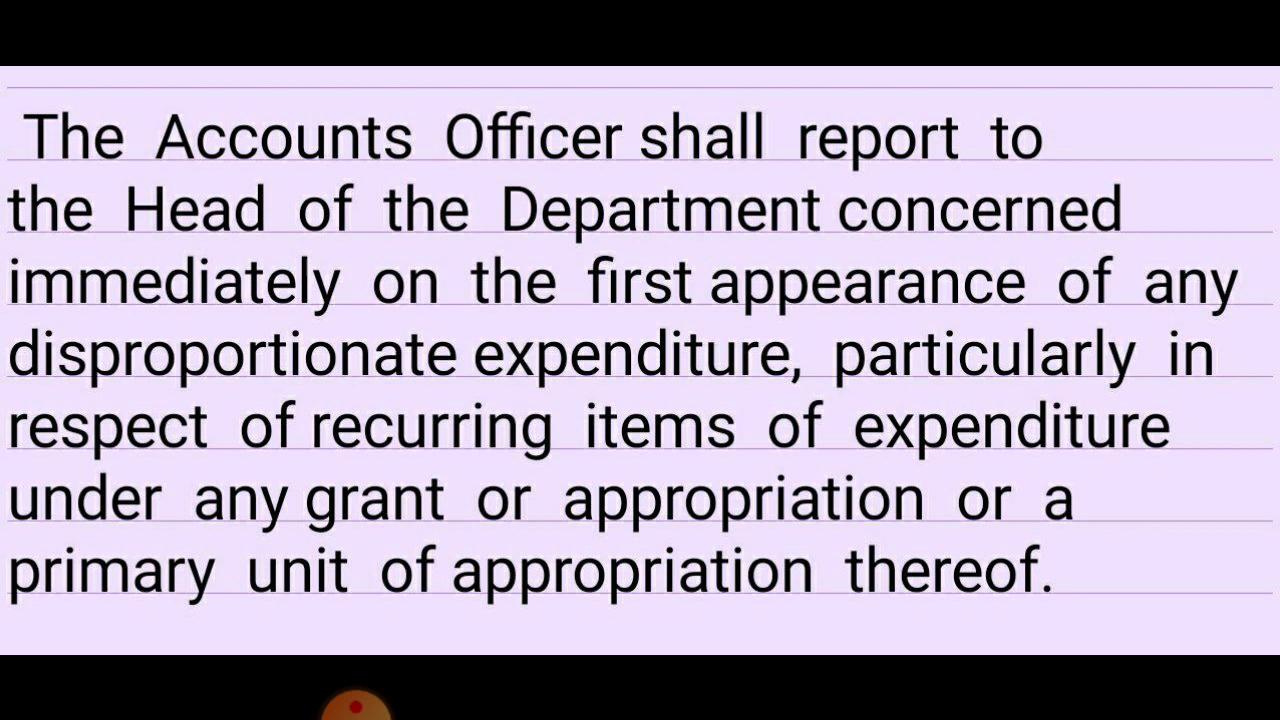 The Accounts Officer shall report to
the Head of the Department concerned
immediately on the first appearance of any
disproportionate expenditure, particularly in
respect of recurring items of expenditure
under any grant or appropriation or a
primary unit of appropriation thereof.